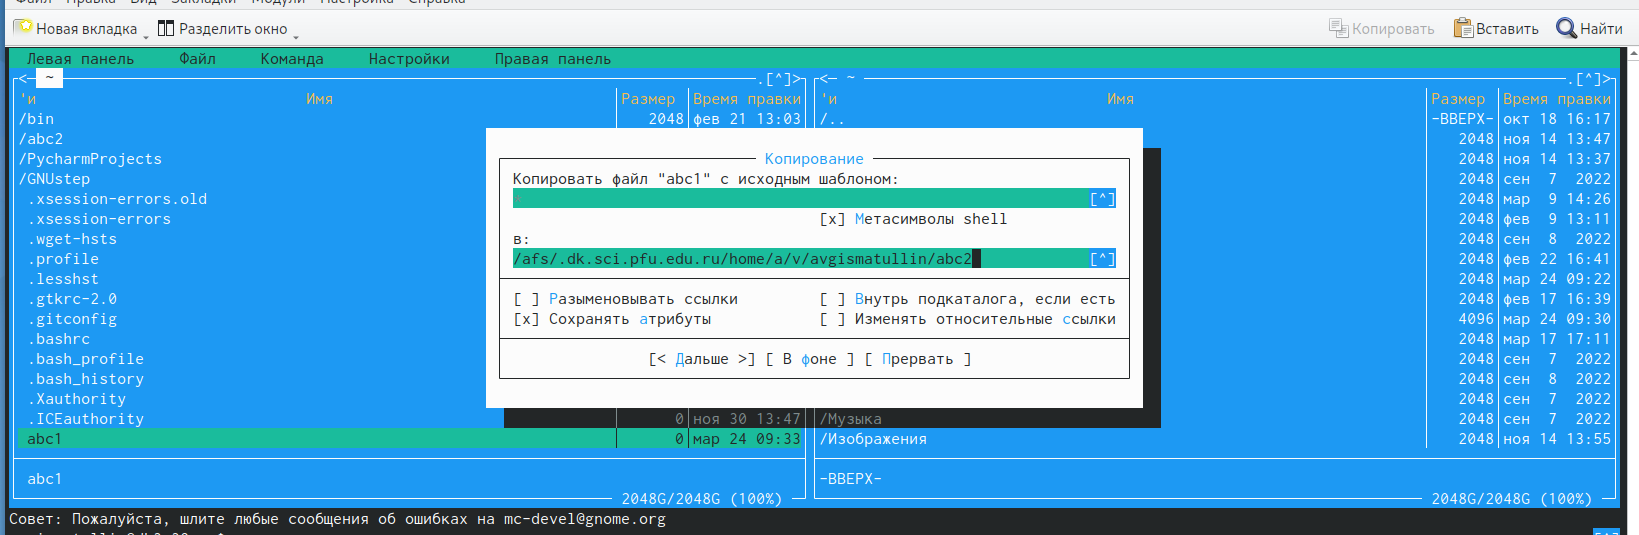 Файл Правка Вид Закладки Модули Настройка Справка
Новая вкладка Разделить окно Копировать Вставить Найти
Левая панель Файл Команда Настройки Правая панель
<─ ~ .[^]> <─ ~ .[^]>
'и Имя Размер Время правки 'и Имя Размер Время правки
/bin 2048 фев 21 13:03 /.. -ВВЕРХ- окт 18 16:17
/abc2 2048 ноя 14 13:47
/PycharmProjects Копирование 2048 ноя 14 13:37
/GNUstep Копировать файл "abc1" с исходным шаблоном: 2048 сен 7 2022
.xsession-errors.old [^] 2048 мар 9 14:26
.xsession-errors [x] Метасимволы shell 2048 фев 9 13:11
.wget-hsts в: 2048 сен 8 2022
.profile /afs/.dk.sci.pfu.edu.ru/home/a/v/avgismatullin/abc2 [^] 2048 фев 22 16:41
.lesshst 2048 мар 24 09:22
.gtkrc-2.0 [ ] Разыменовывать ссылки [ ] Внутрь подкаталога, если есть 2048 фев 17 16:39
.gitconfig [x] Сохранять атрибуты [ ] Изменять относительные ссылки 4096 мар 24 09:30
.bashrc 2048 мар 17 17:11
.bash_profile [< Дальше >] [ В фоне ] [ Прервать ] 2048 сен 7 2022
.bash_history 2048 сен 8 2022
.Xauthority 2048 сен 7 2022
.ICEauthority 0 ноя 30 13:47 /Музыка 2048 сен 7 2022
abc1 0 мар 24 09:33 /Изображения 2048 ноя 14 13:55
abc1 -ВВЕРХ-
2048G/2048G (100%) 2048G/2048G (100%)
Совет: Пожалуйста, шлите любые сообщения об ошибках на mc-devel@gnome.org
[^]